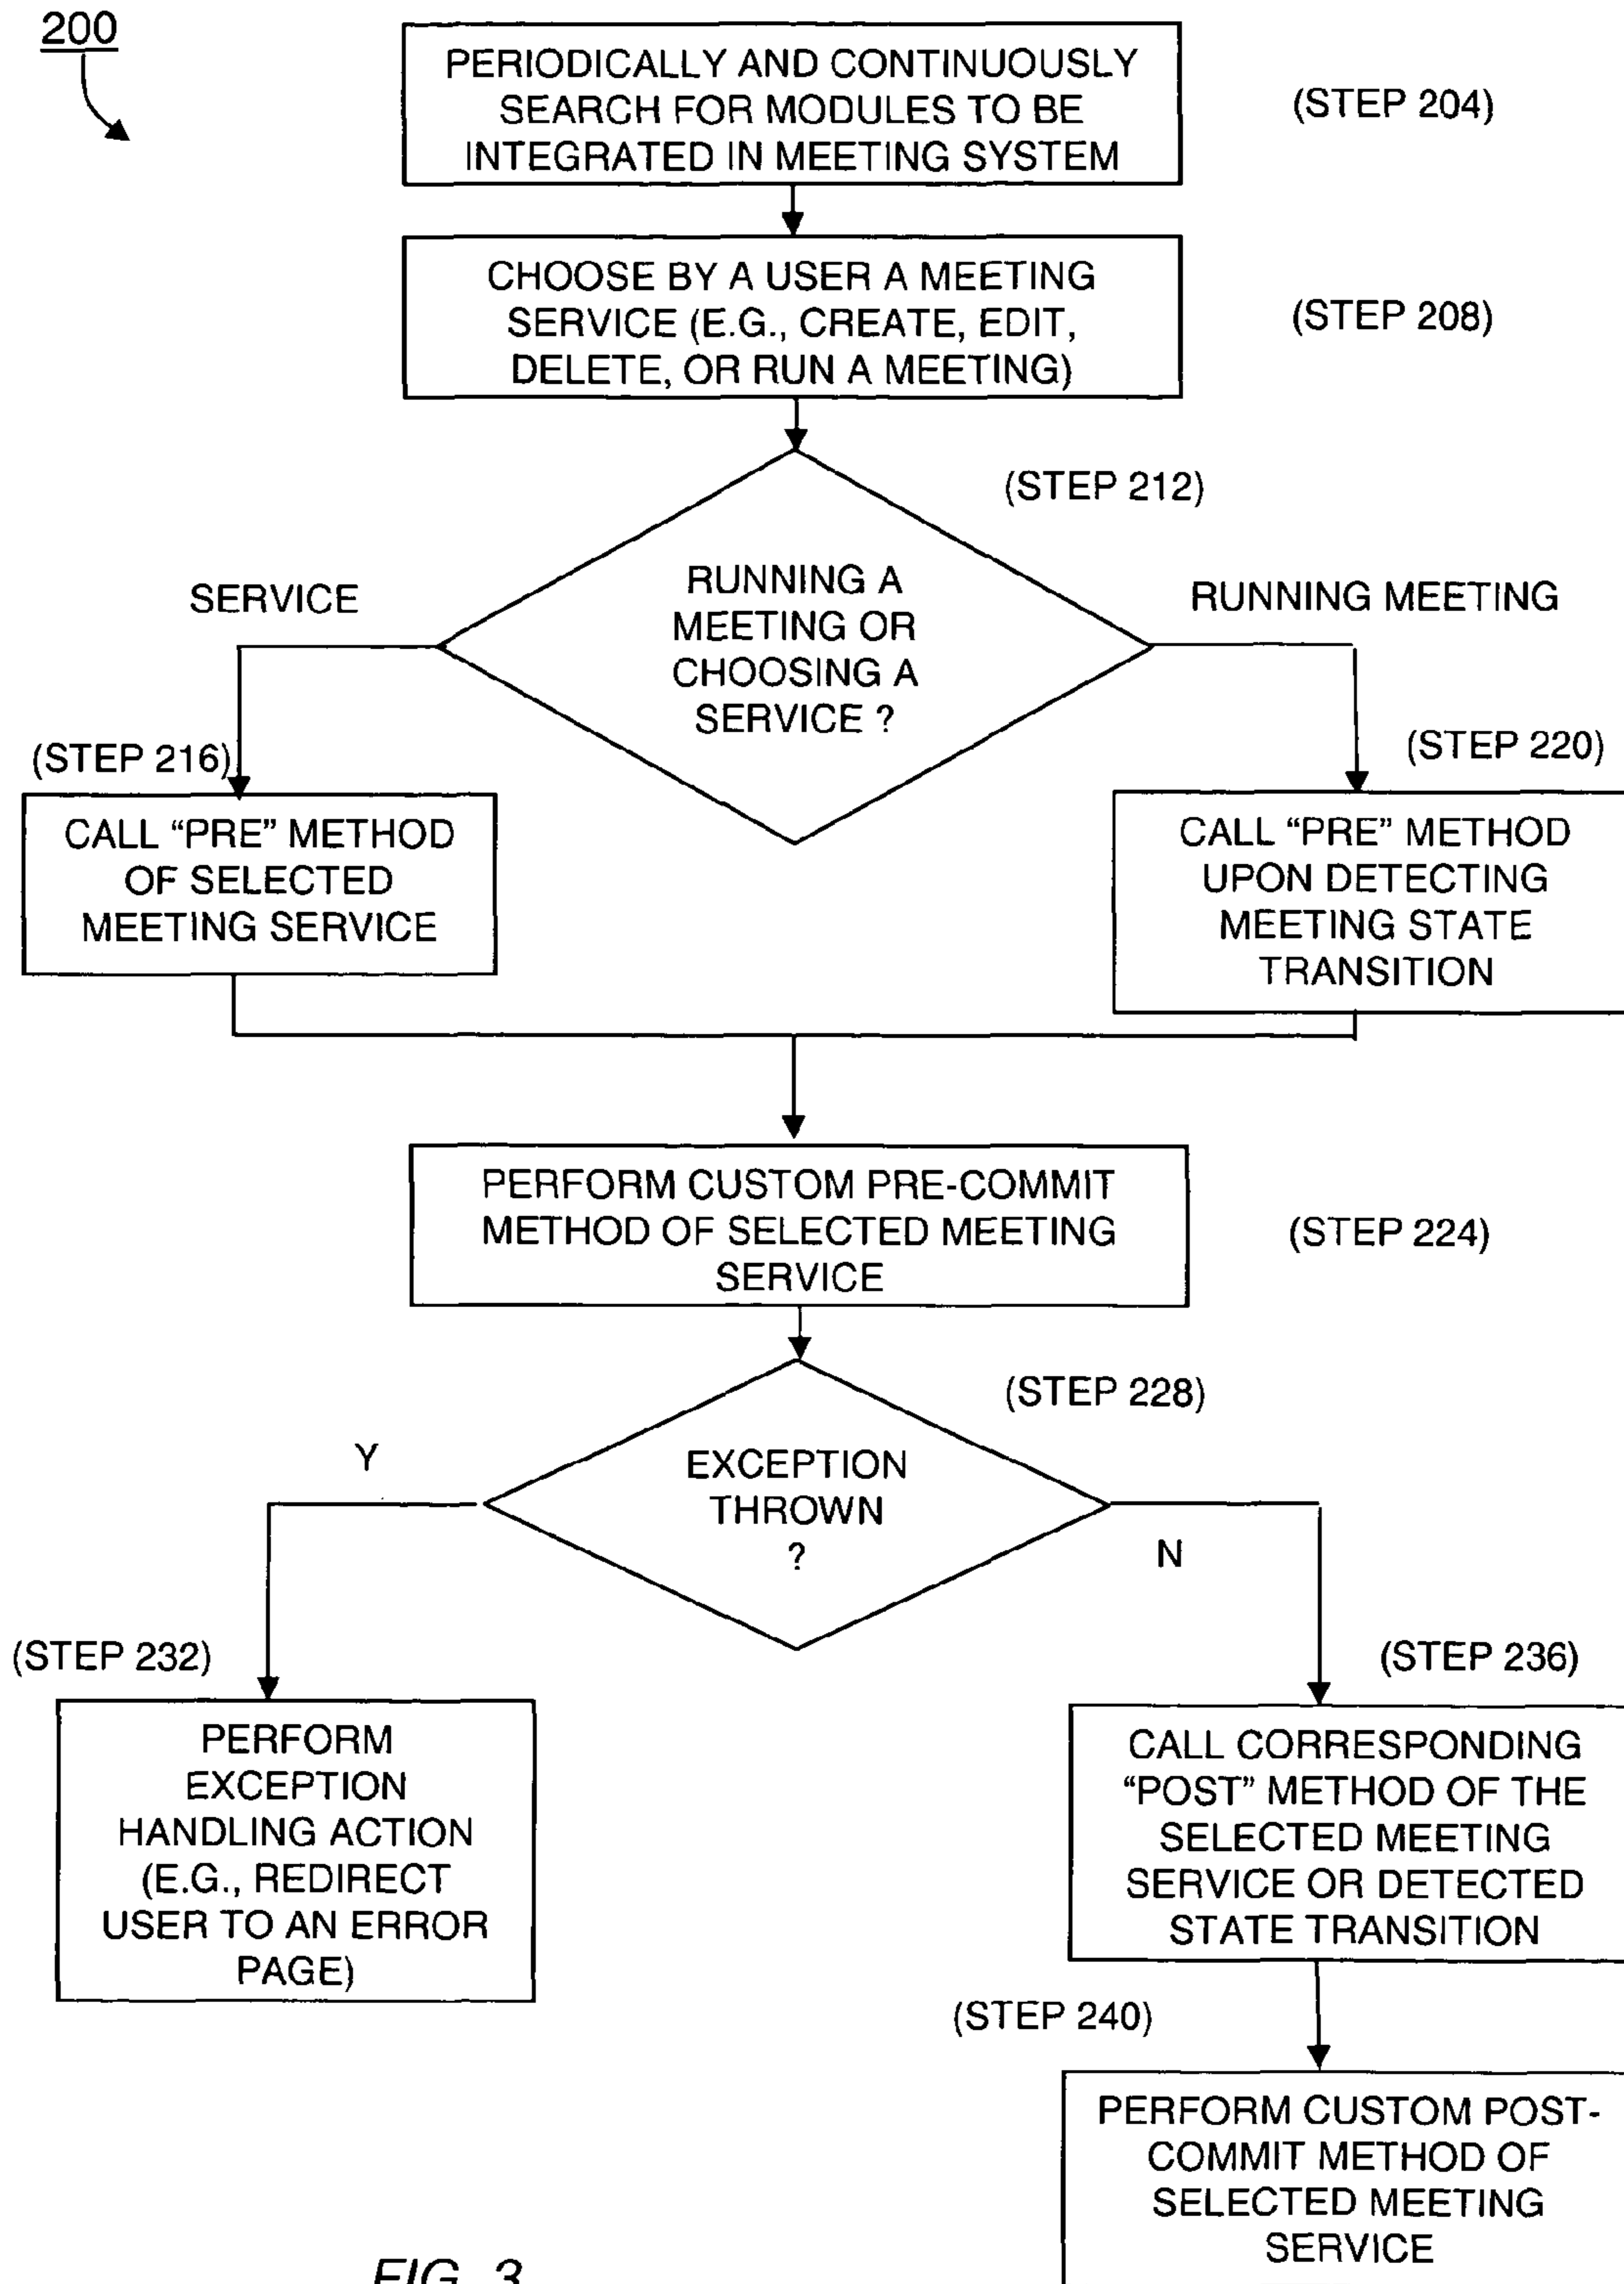 200
PERIODICALLY AND CONTINUOUSLY
SEARCH FOR MODULES TO BE
INTEGRATED IN MEETING SYSTEM
(STEP 204)
CHOOSE BY A USER A MEETING
SERVICE (E.G., CREATE, EDIT,
DELETE, OR RUN A MEETING)
(STEP 208)
(STEP 212)
RUNNING A
MEETING OR
CHOOSING A
SERVICE ?
SERVICE
RUNNING MEETING
(STEP 216)
CALL “PRE” METHOD
OF SELECTED
MEETING SERVICE
(STEP 220)
CALL “PRE” METHOD
UPON DETECTING
MEETING STATE
TRANSITION
PERFORM CUSTOM PRE-COMMIT
METHOD OF SELECTED MEETING
SERVICE
(STEP 224)
(STEP 228)
EXCEPTION
THROWN
?
Y
N
(STEP 232)
PERFORM
EXCEPTION
HANDLING ACTION
(E.G., REDIRECT
USER TO AN ERROR
PAGE)
(STEP 236)
CALL CORRESPONDING
“POST” METHOD OF THE
SELECTED MEETING
SERVICE OR DETECTED
STATE TRANSITION
(STEP 240)
PERFORM CUSTOM POST-
COMMIT METHOD OF
SELECTED MEETING
SERVICE
FIG. 3